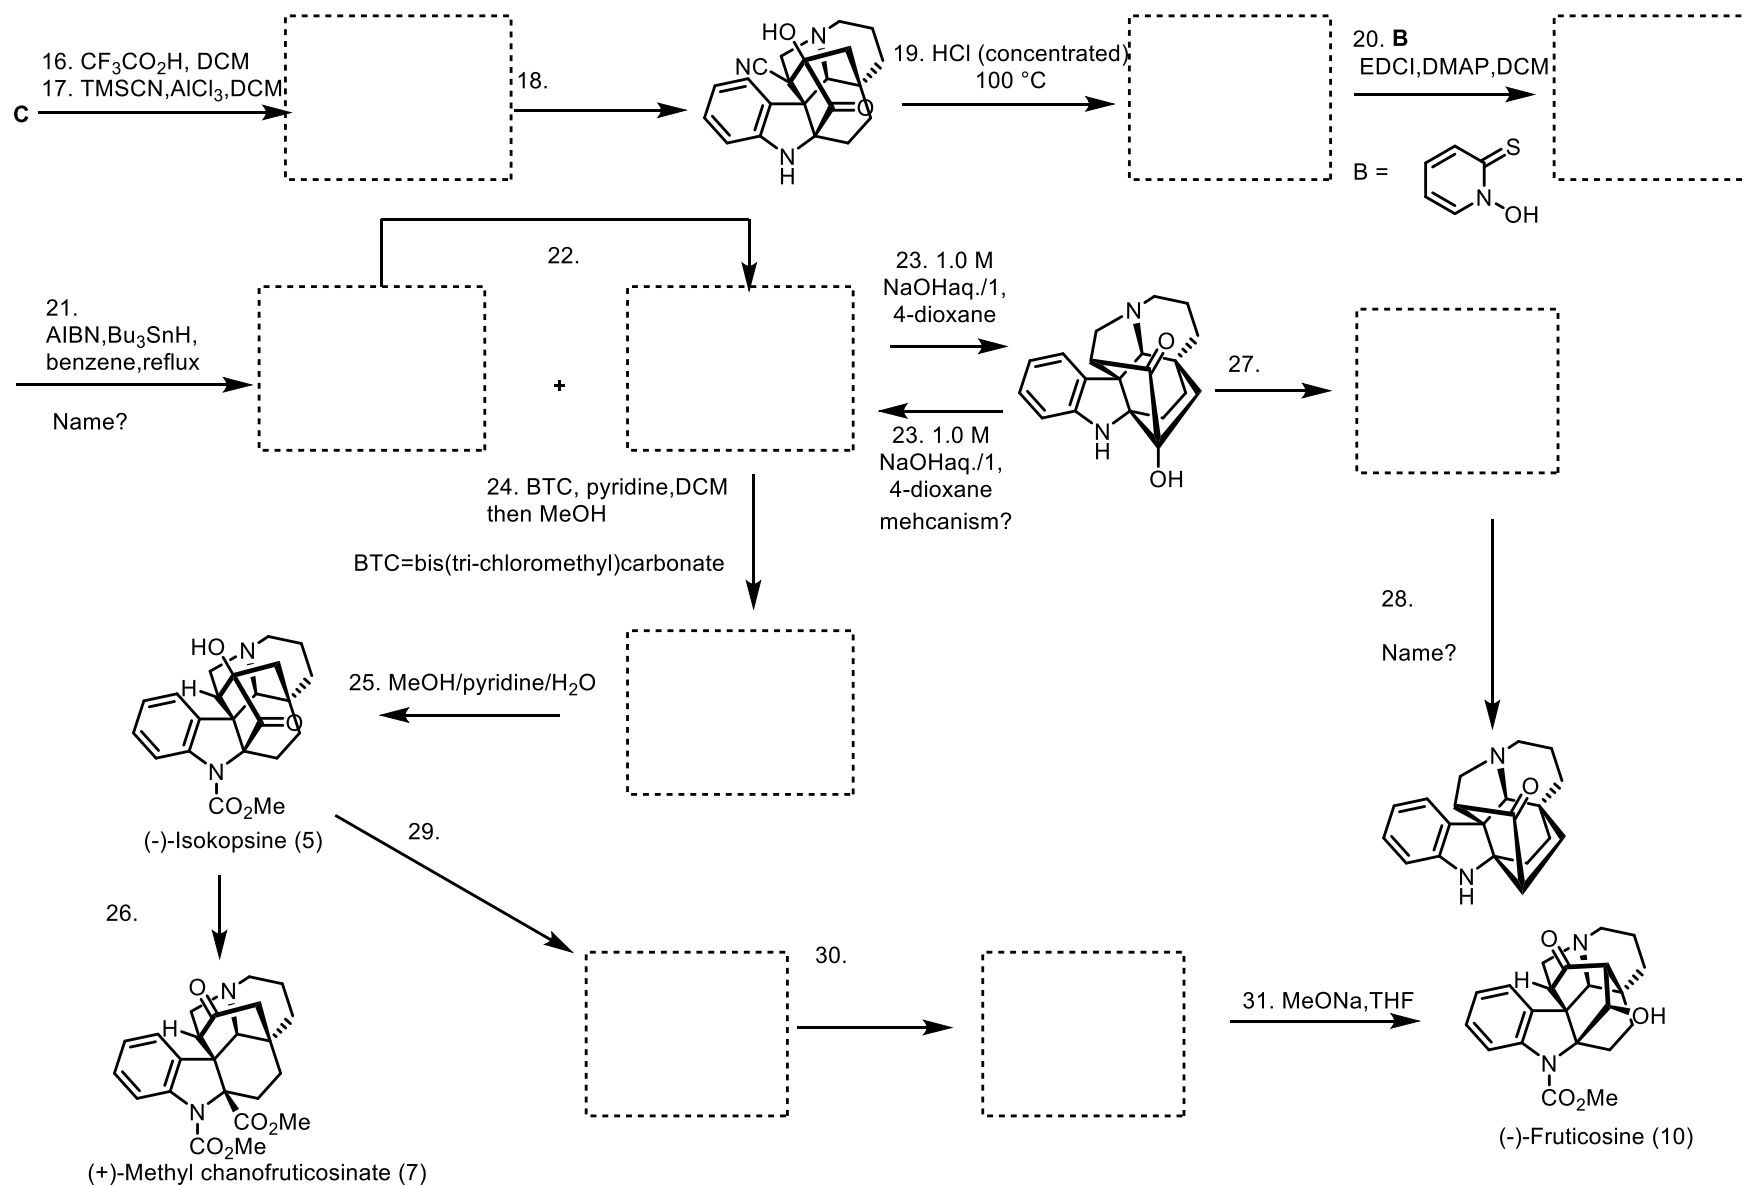 16. CF3CO2H, DCM
17. TMSCN,AlCl3,DCM
C
18.
HO
N
NC
O
N
H
19. HCl (concentrated)
100 °C
20. B
EDCI,DMAP,DCM
B =
S
N
OH
21.
AIBN,Bu3SnH,
benzene,reflux
Name?
22.
+
23. 1.0 M
NaOHaq./1,
4-dioxane
23. 1.0 M
NaOHaq./1,
4-dioxane
mehcanism?
N
O
N
H
OH
27.
24. BTC, pyridine,DCM
then MeOH
BTC=bis(tri-chloromethyl)carbonate
28.
Name?
HO
N
H
O
N
CO2Me
(-)-Isokopsine (5)
25. MeOH/pyridine/H2O
N
O
N
H
29.
26.
O
N
H
N
CO2Me
CO2Me
(+)-Methyl chanofruticosinate (7)
30.
31. MeONa,THF
O
N
H
OH
N
CO2Me
(-)-Fruticosine (10)